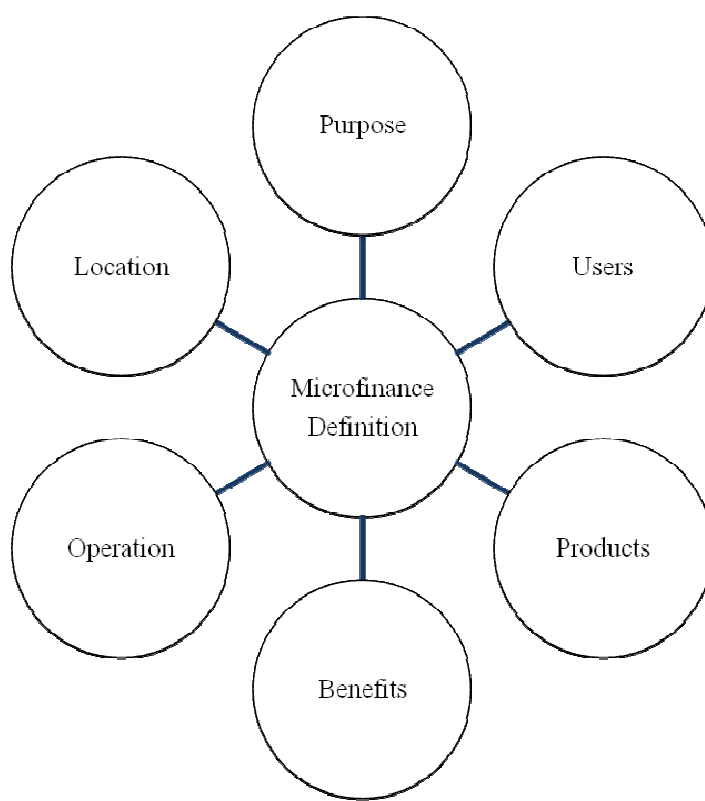 Purpose
Location
Users
Microfinance
Definition
Operation
Products
Benefits